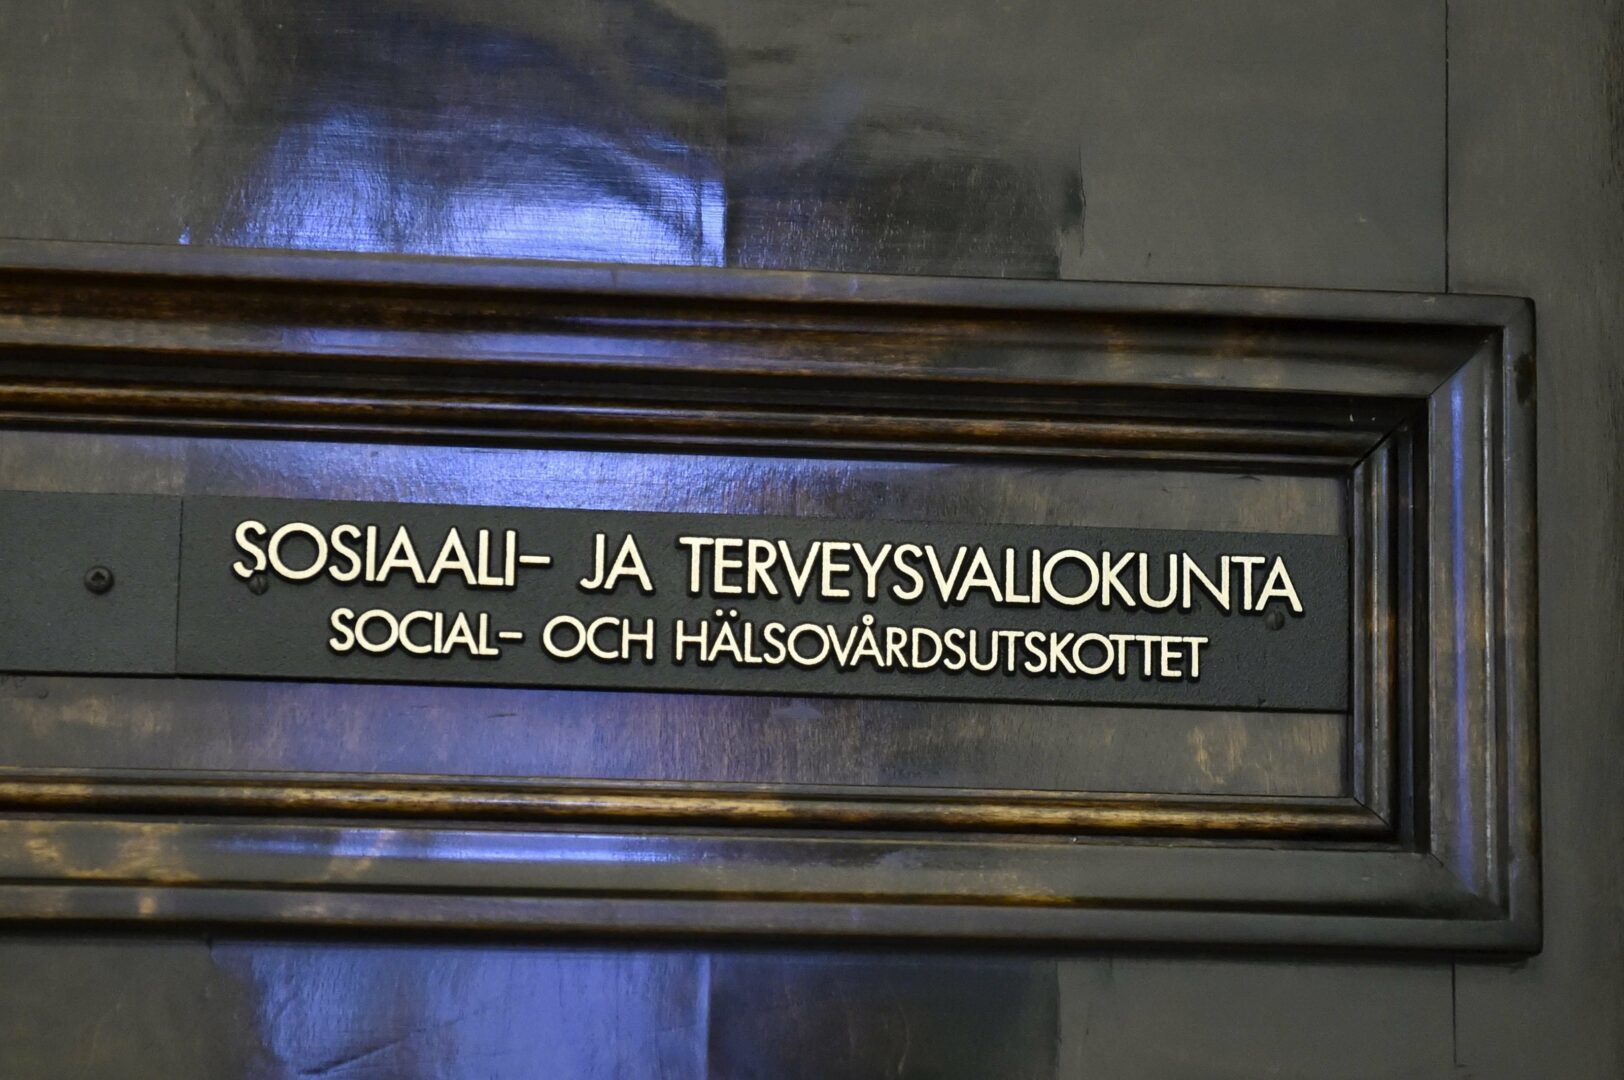 SOSIAALI- JA TERVEYSVALIOKUNTA
SOCIAL- OCH HÄLSOVÅRDSUTSKOTTET